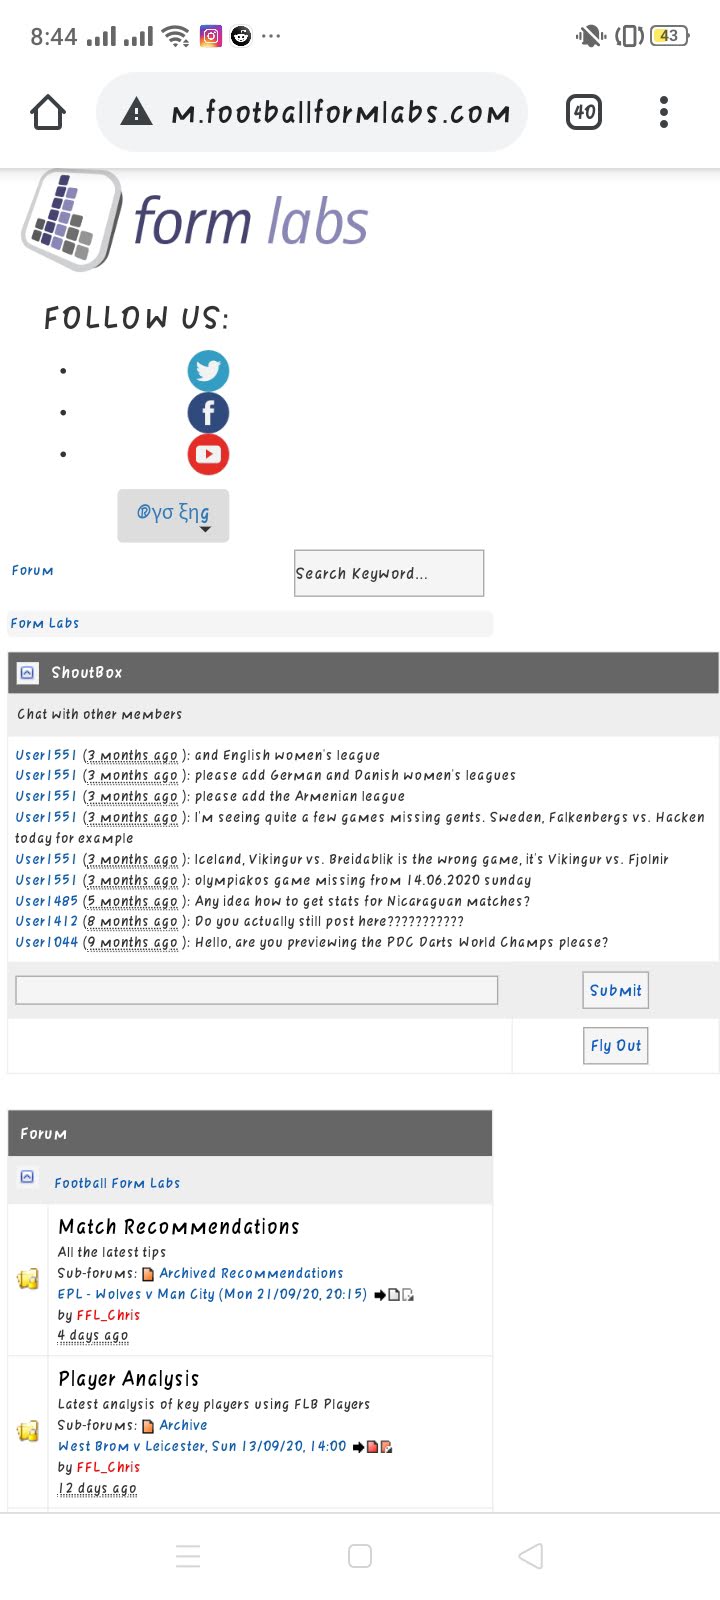 8:44
43
m.footballformlabs.com
40
form labs
FOLLOW US:
®γσ ξηg
Forum
Search Keyword...
Form Labs
ShoutBox
Chat with other members
User1551 (3 months ago ): and English women's league
User1551 (3 months ago ): please add German and Danish women's leagues
User1551 (3 months ago ): please add the Armenian league
User1551 (3 months ago ): I'm seeing quite a few games missing gents. Sweden, Falkenbergs vs. Hacken
today for example
User1551 (3 months ago ): Iceland, Vikingur vs. Breidablik is the wrong game, it's Vikingur vs. Fjolnir
User1551 (3 months ago ): olympiakos game missing from 14.06.2020 sunday
User1485 (5 months ago ): Any idea how to get stats for Nicaraguan matches?
User1412 (8 months ago ): Do you actually still post here???????????
User1044 (9 months ago ): Hello, are you previewing the PDC Darts World Champs please?
Submit
Fly Out
Forum
Football Form Labs
Match Recommendations
All the latest tips
Sub-forums: Archived Recommendations
EPL - Wolves v Man City (Mon 21/09/20, 20:15)
by FFL_Chris
4 days ago
Player Analysis
Latest analysis of key players using FLB Players
Sub-forums: Archive
West Brom v Leicester, Sun 13/09/20, 14:00
by FFL_Chris
12 days ago